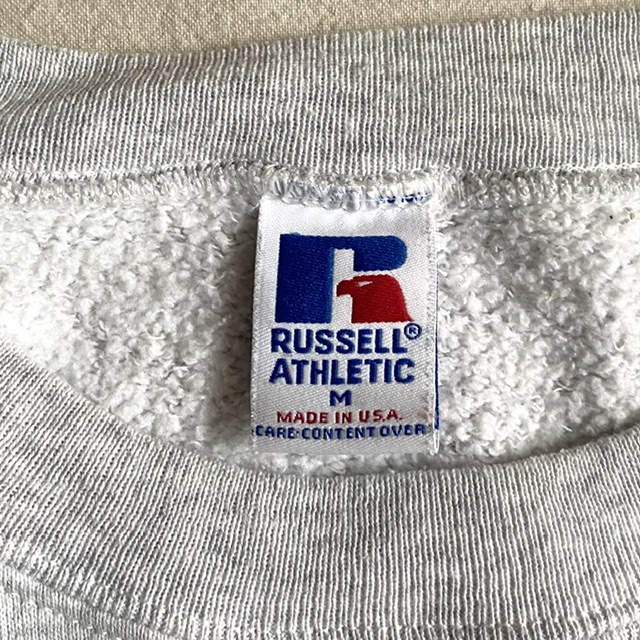 RUSSELL®
ATHLETIC
M
MADE IN U.S.A.
CARE·CONTENT OVER